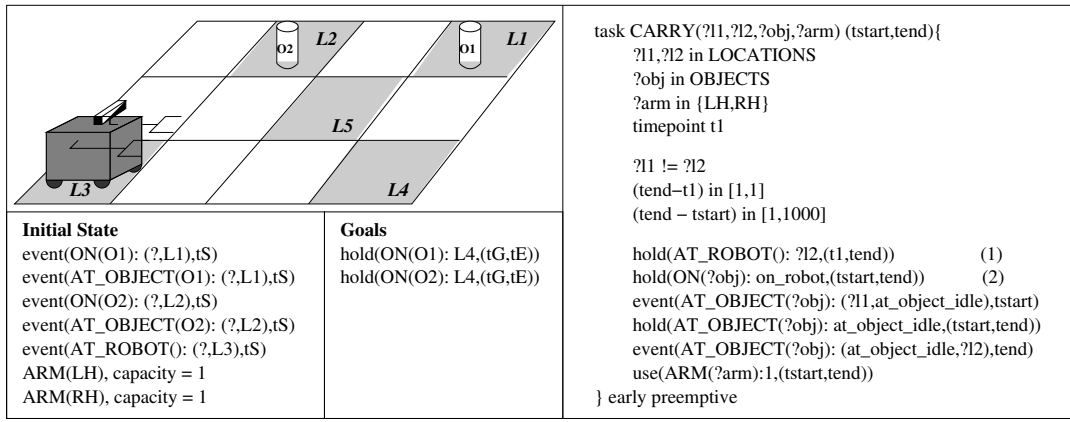 O2
L2
O1
L1
L5
L3
L4
Initial State
event(ON(O1): (?,L1),tS)
event(AT_OBJECT(O1): (?,L1),tS)
event(ON(O2): (?,L2),tS)
event(AT_OBJECT(O2): (?,L2),tS)
event(AT_ROBOT(): (?,L3),tS)
ARM(LH), capacity = 1
ARM(RH), capacity = 1
Goals
hold(ON(O1): L4,(tG,tE))
hold(ON(O2): L4,(tG,tE))
task CARRY(?l1,?l2,?obj,?arm) (tstart,tend){
?l1,?l2 in LOCATIONS
?obj in OBJECTS
?arm in {LH,RH}
timepoint t1
?l1 != ?l2
(tend−t1) in [1,1]
(tend − tstart) in [1,1000]
hold(AT_ROBOT(): ?l2,(t1,tend)) (1)
hold(ON(?obj): on_robot,(tstart,tend)) (2)
event(AT_OBJECT(?obj): (?l1,at_object_idle),tstart)
hold(AT_OBJECT(?obj): at_object_idle,(tstart,tend))
event(AT_OBJECT(?obj): (at_object_idle,?l2),tend)
use(ARM(?arm):1,(tstart,tend))
} early preemptive